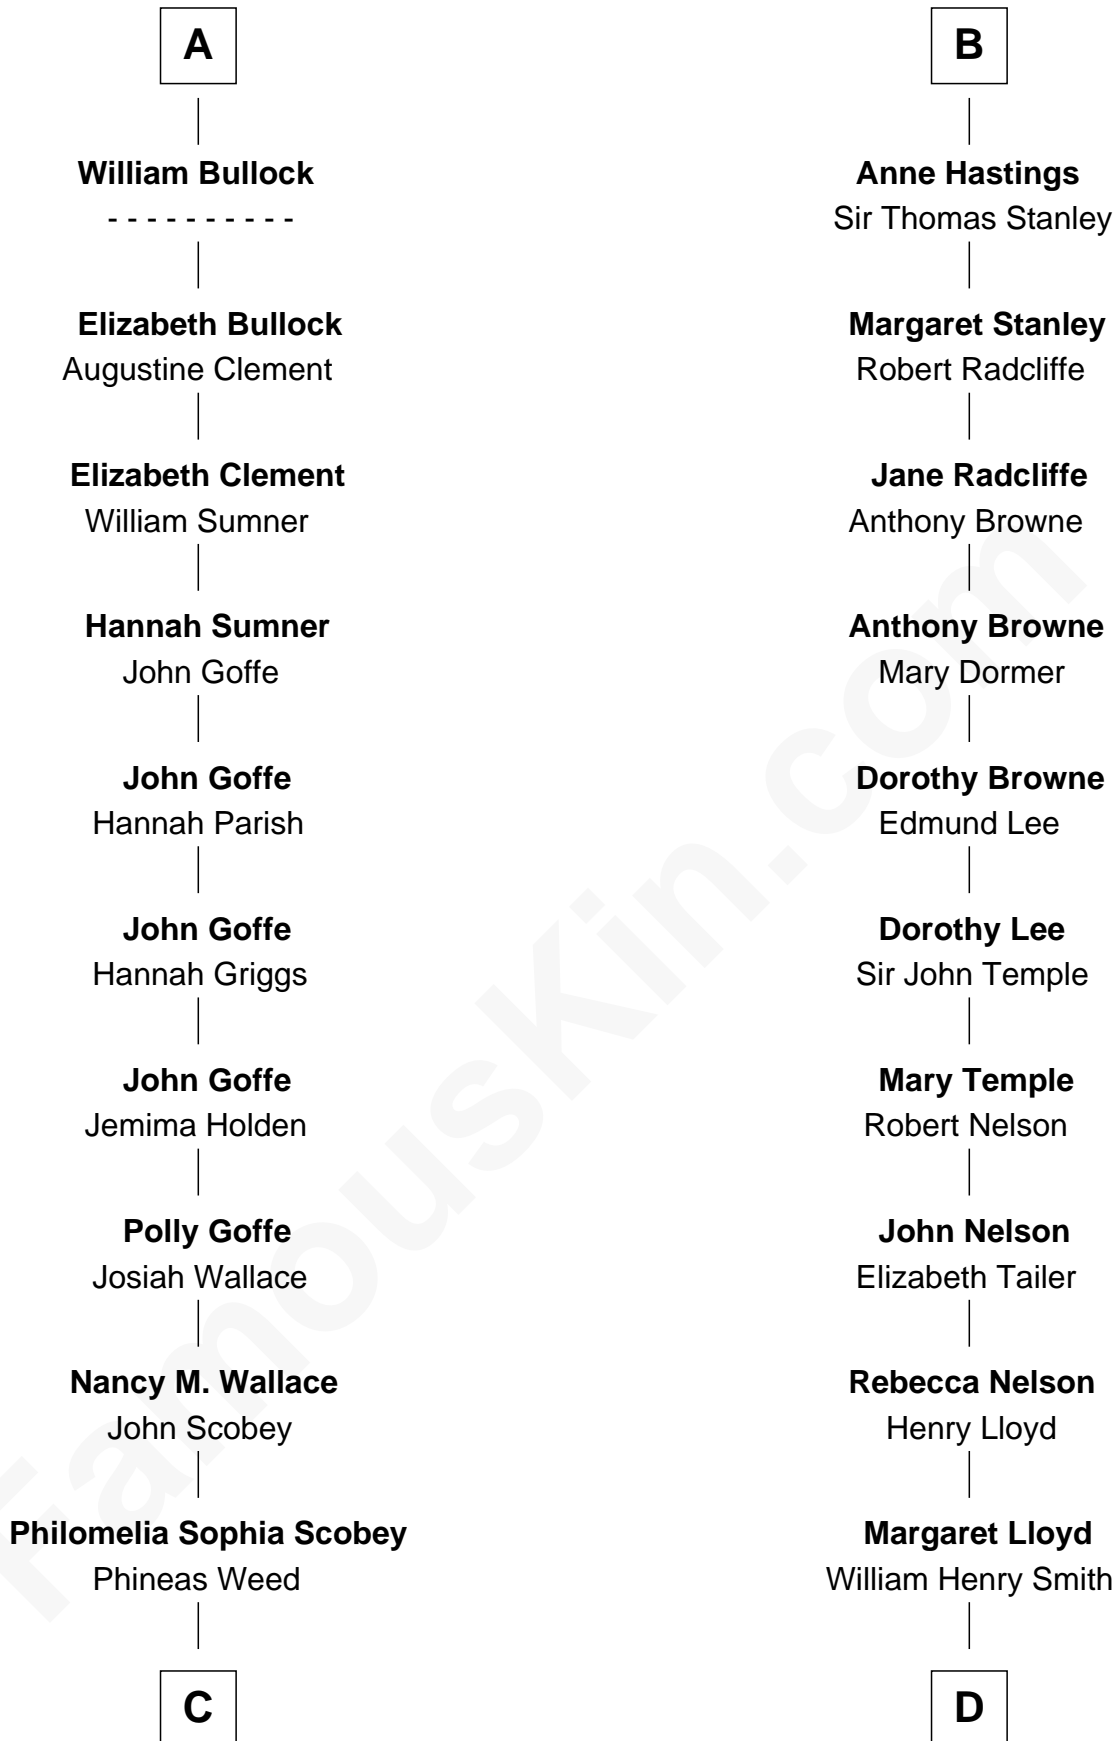 A
William Bullock
- - - - - - - - - -
Elizabeth Bullock
Augustine Clement
Elizabeth Clement
William Sumner
Hannah Sumner
John Goffe
John Goffe
Hannah Parish
John Goffe
Hannah Griggs
John Goffe
Jemima Holden
Polly Goffe
Josiah Wallace
Nancy M. Wallace
John Scobey
Philomelia Sophia Scobey
Phineas Weed
C
B
Anne Hastings
Sir Thomas Stanley
Margaret Stanley
Robert Radcliffe
Jane Radcliffe
Anthony Browne
Anthony Browne
Mary Dormer
Dorothy Browne
Edmund Lee
Dorothy Lee
Sir John Temple
Mary Temple
Robert Nelson
John Nelson
Elizabeth Tailer
Rebecca Nelson
Henry Lloyd
Margaret Lloyd
William Henry Smith
D
FamousKin.com